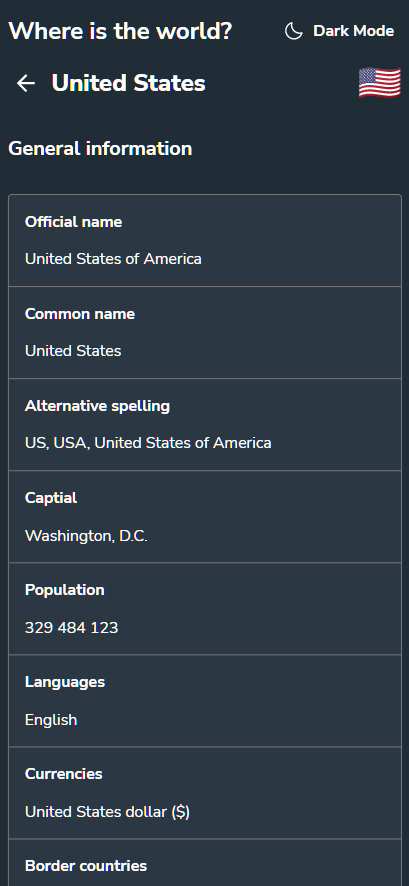 Where is the world?
Dark Mode
United States
General information
Official name
United States of America
Common name
United States
Alternative spelling
US, USA, United States of America
Captial
Washington, D.C.
Population
329 484 123
Languages
English
Currencies
United States dollar ($)
Border countries